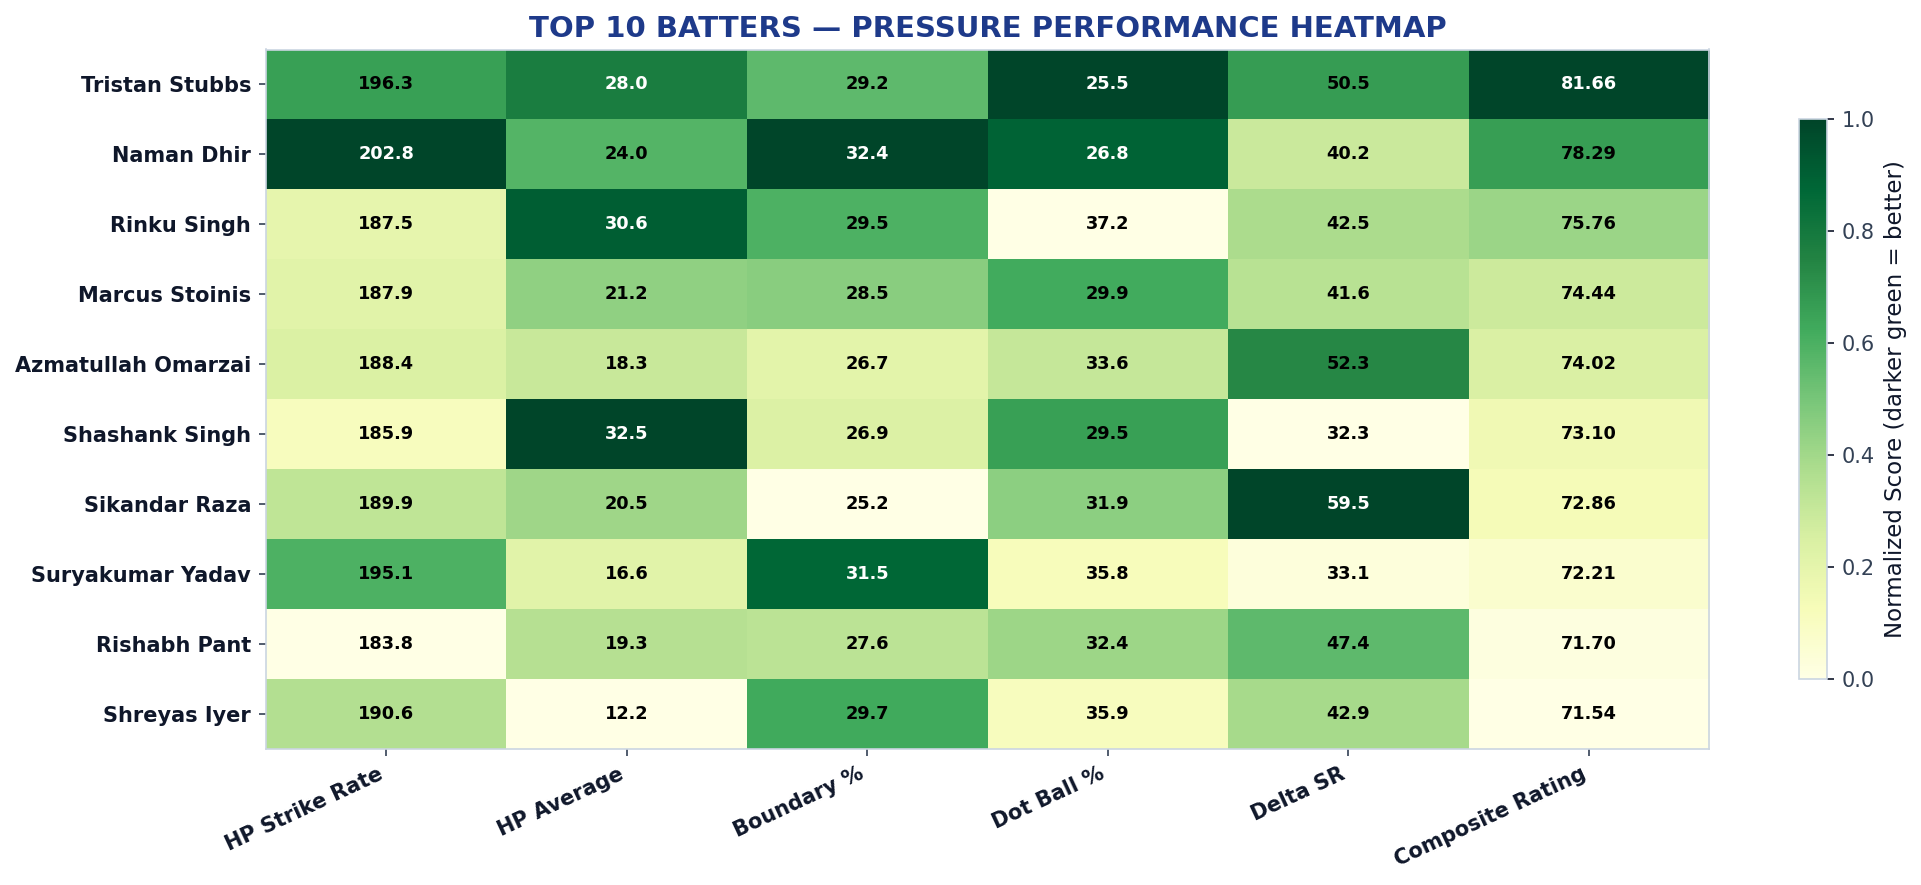 TOP 10 BATTERS — PRESSURE PERFORMANCE HEATMAP
Tristan Stubbs 196.3 28.0 29.2 25.5 50.5 81.66
Naman Dhir 202.8 24.0 32.4 26.8 40.2 78.29
Rinku Singh 187.5 30.6 29.5 37.2 42.5 75.76
Marcus Stoinis 187.9 21.2 28.5 29.9 41.6 74.44
Azmatullah Omarzai 188.4 18.3 26.7 33.6 52.3 74.02
Shashank Singh 185.9 32.5 26.9 29.5 32.3 73.10
Sikandar Raza 189.9 20.5 25.2 31.9 59.5 72.86
Suryakumar Yadav 195.1 16.6 31.5 35.8 33.1 72.21
Rishabh Pant 183.8 19.3 27.6 32.4 47.4 71.70
Shreyas Iyer 190.6 12.2 29.7 35.9 42.9 71.54
HP Strike Rate HP Average Boundary % Dot Ball % Delta SR Composite Rating
1.0
0.8
0.6
0.4
0.2
0.0
Normalized Score (darker green = better)